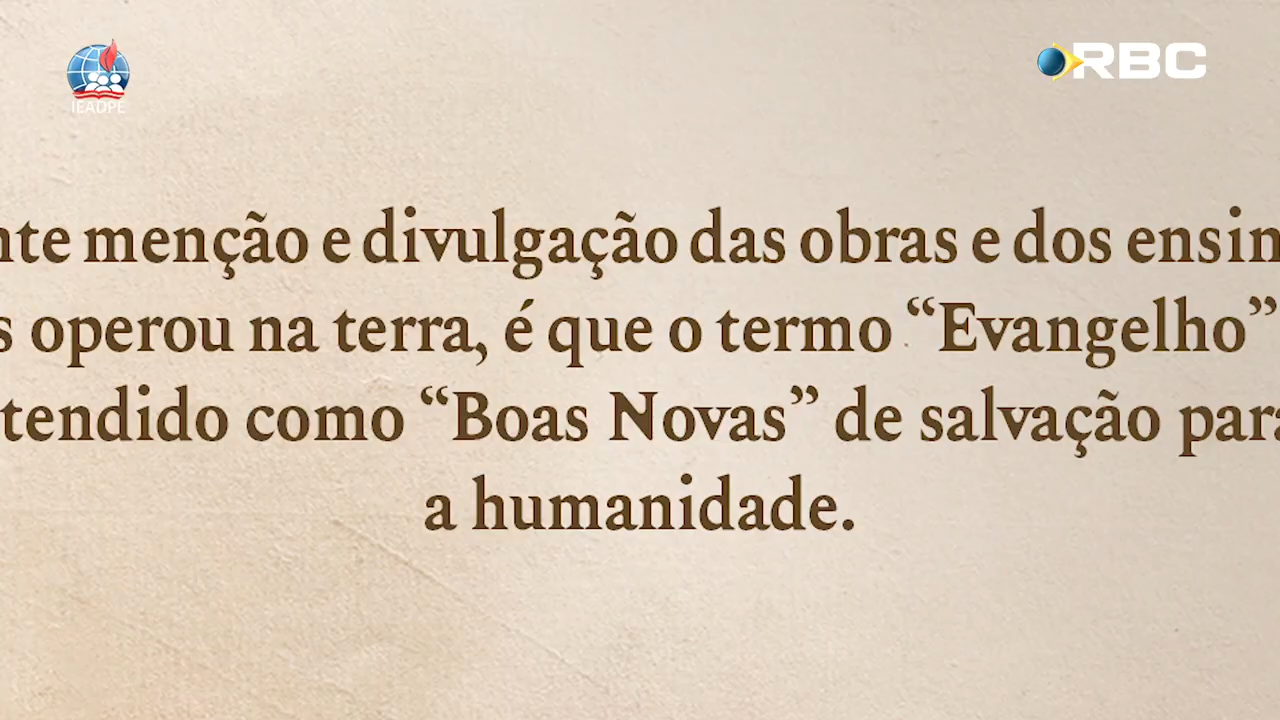 IEADPE
RBC
nte menção e divulgação das obras e dos ensin
s operou na terra, é que o termo “Evangelho”
tendido como “Boas Novas” de salvação para
a humanidade.